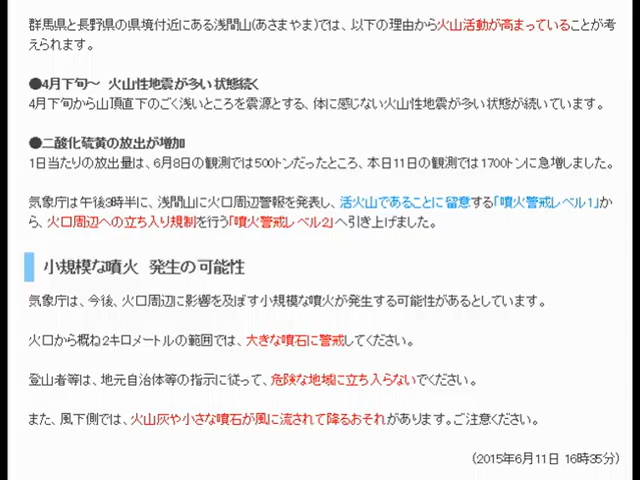 群馬県と長野県の県境付近にある浅間山(あさまやま)では、以下の理由から火山活動が高まっていることが考
えられます。
●4月下旬～ 火山性地震が多い状態続く
4月下旬から山頂直下のごく浅いところを震源とする、体に感じない火山性地震が多い状態が続いています。
●二酸化硫黄の放出が増加
1日当たりの放出量は、6月8日の観測では500トンだったところ、本日11日の観測では1700トンに急増しました。
気象庁は午後3時半に、浅間山に火口周辺警報を発表し、活火山であることに留意する「噴火警戒レベル1」か
ら、火口周辺への立ち入り規制を行う「噴火警戒レベル2」へ引き上げました。
小規模な噴火 発生の可能性
気象庁は、今後、火口周辺に影響を及ぼす小規模な噴火が発生する可能性があるとしています。
火口から概ね2キロメートルの範囲では、大きな噴石に警戒してください。
登山者等は、地元自治体等の指示に従って、危険な地域に立ち入らないでください。
また、風下側では、火山灰や小さな噴石が風に流されて降るおそれがあります。ご注意ください。
(2015年6月11日 16時35分)